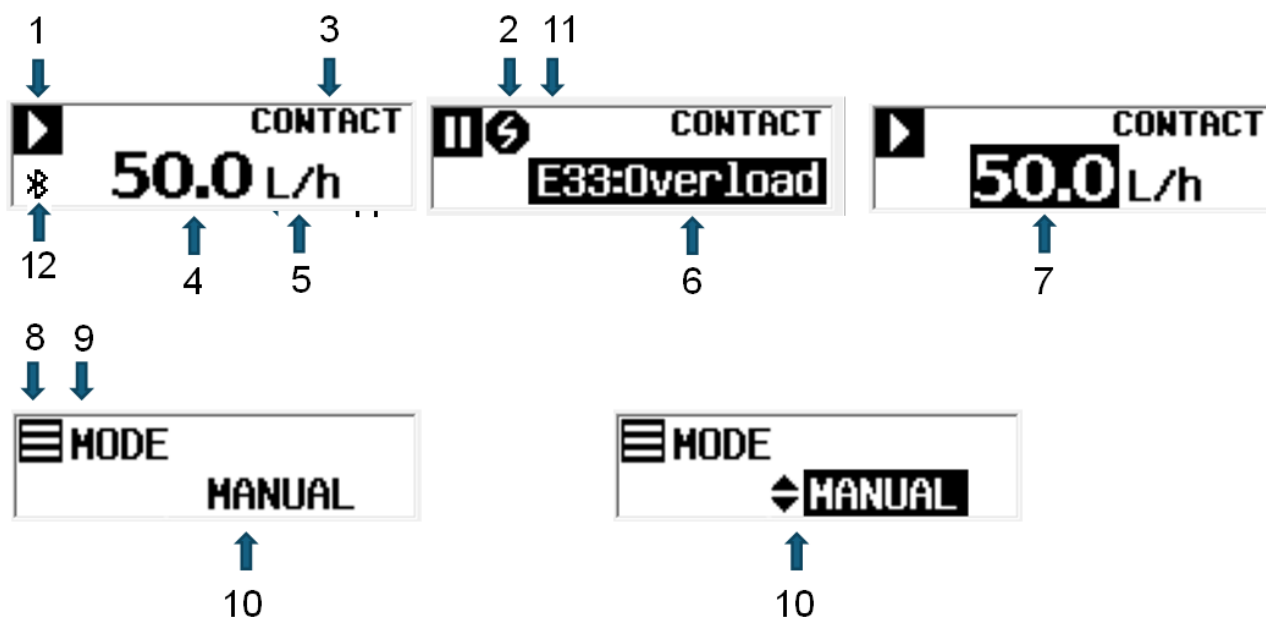 1 3 2 11
CONTACT CONTACT CONTACT
50.0 L/h E33:Overload 50.0 L/h
12 4 5 6 7
8 9
MODE MODE
MANUAL MANUAL
10 10